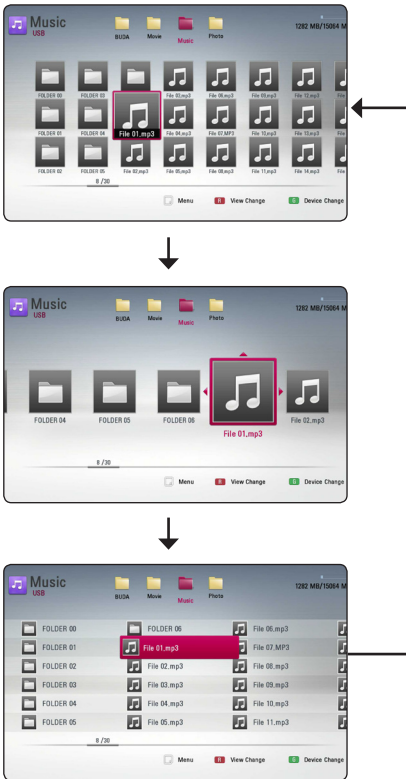 Music
USB
BUDA Movie Music Photo
1282 MB/15064 M
FOLDER 00 FOLDER 03 File 03.mp3 File 06.mp3 File 09.mp3 File 12.mp3 File
FOLDER 01 FOLDER 04 File 01.mp3 File 04.mp3 File 07.MP3 File 10.mp3 File 13.mp3 File
FOLDER 02 FOLDER 05 File 02.mp3 File 05.mp3 File 08.mp3 File 11.mp3 File 14.mp3 File
8 /30
Menu R View Change G Device Change
Music
USB
BUDA Movie Music Photo
1282 MB/15064 M
FOLDER 04 FOLDER 05 FOLDER 06 File 01.mp3 File 02.mp3
8 /30
Menu R View Change G Device Change
Music
USB
BUDA Movie Music Photo
1282 MB/15064 M
FOLDER 00 FOLDER 06 File 06.mp3
FOLDER 01 File 01.mp3 File 07.MP3
FOLDER 02 File 02.mp3 File 08.mp3
FOLDER 03 File 03.mp3 File 09.mp3
FOLDER 04 File 04.mp3 File 10.mp3
FOLDER 05 File 05.mp3 File 11.mp3
8 /30
Menu R View Change G Device Change